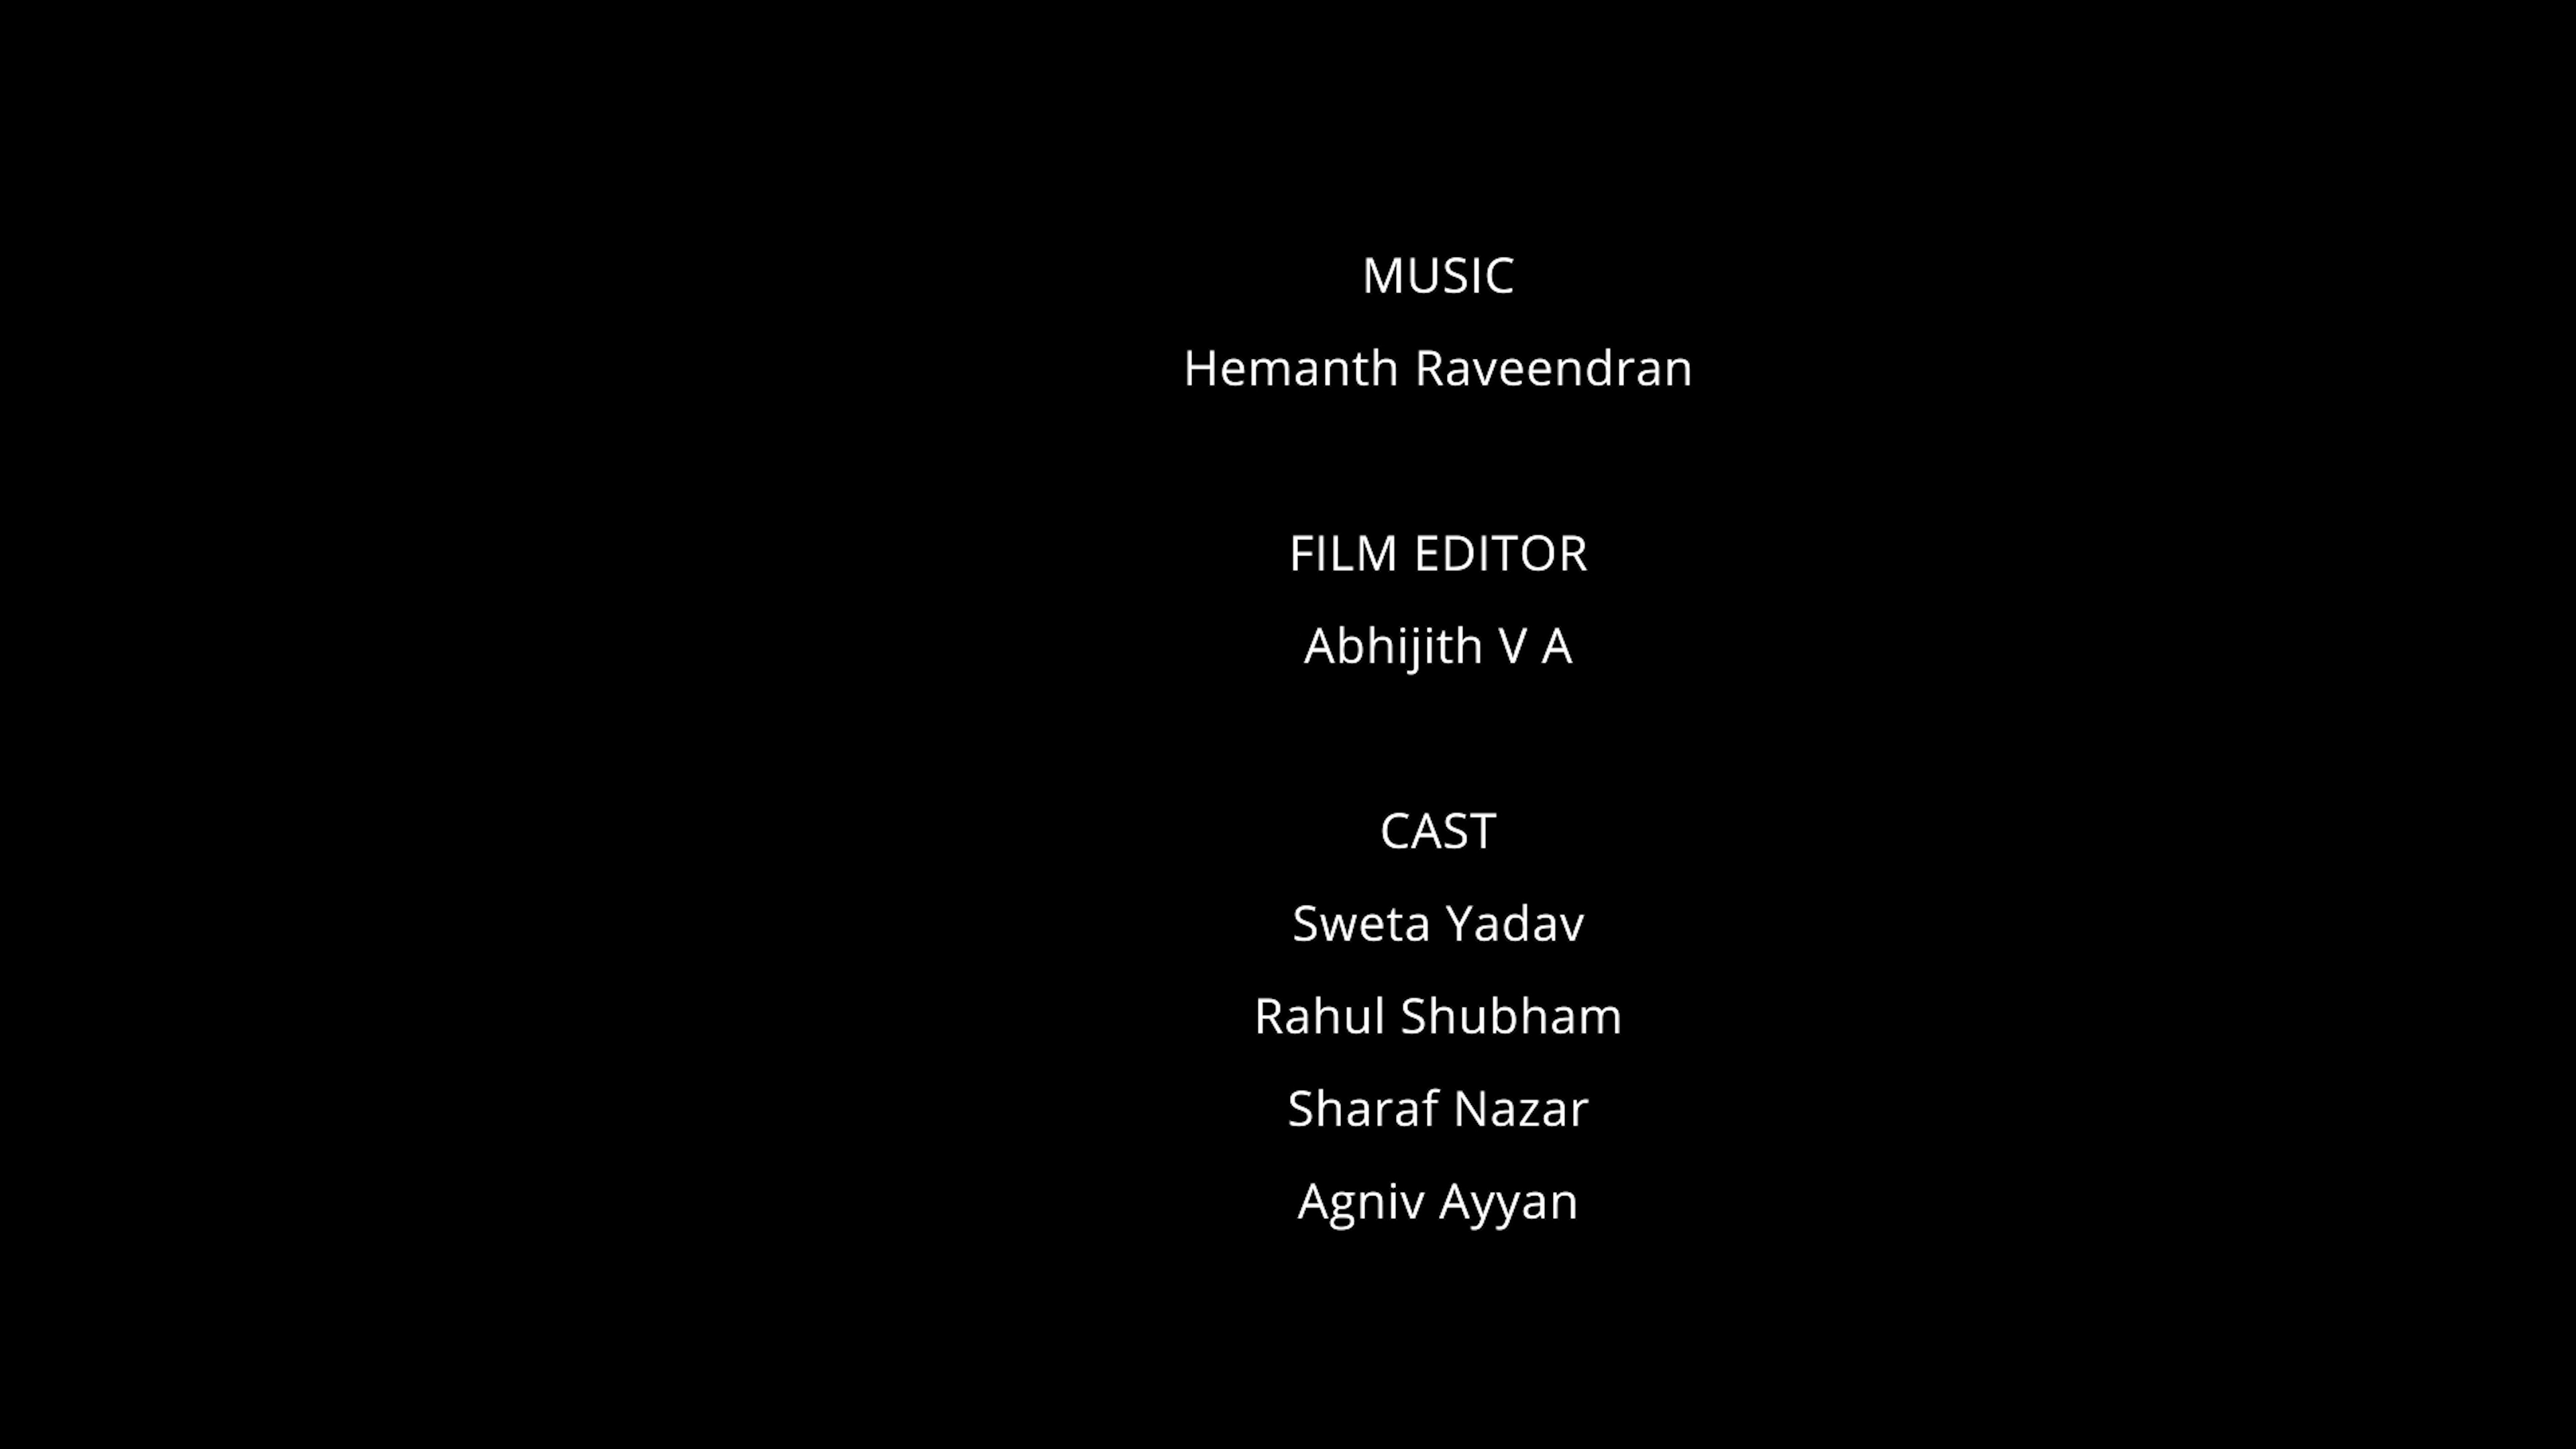 MUSIC
Hemanth Raveendran
FILM EDITOR
Abhijith V A
CAST
Sweta Yadav
Rahul Shubham
Sharaf Nazar
Agniv Ayyan